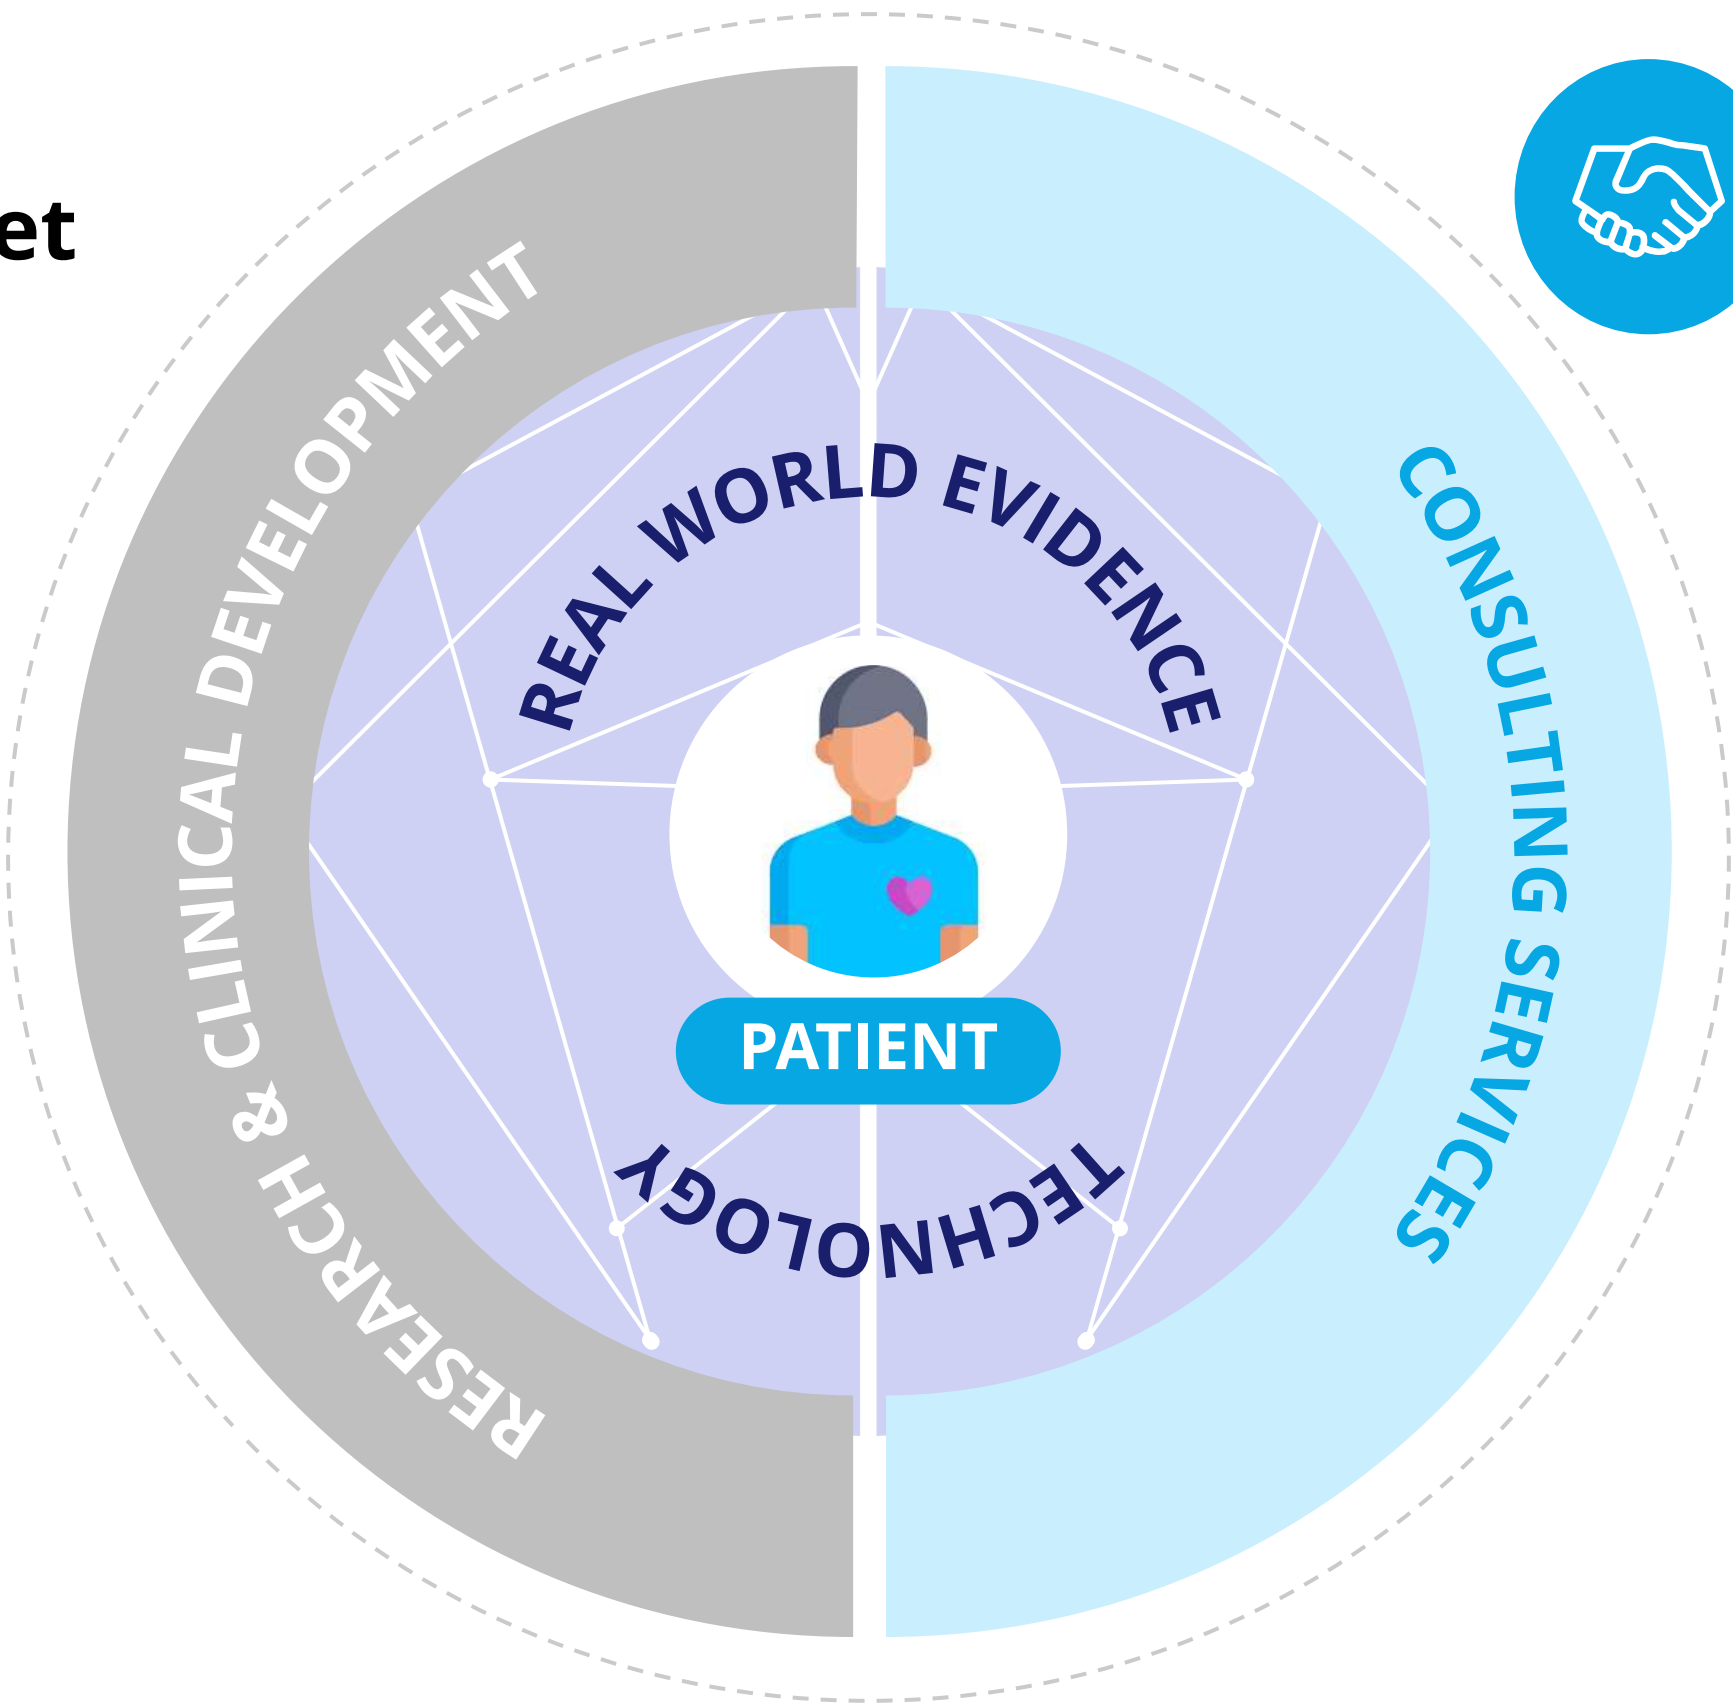 et
RESEARCH & CLINICAL DEVELOPMENT
REAL WORLD EVIDENCE
CONSULTING SERVICES
PATIENT
TECHNOLOGY